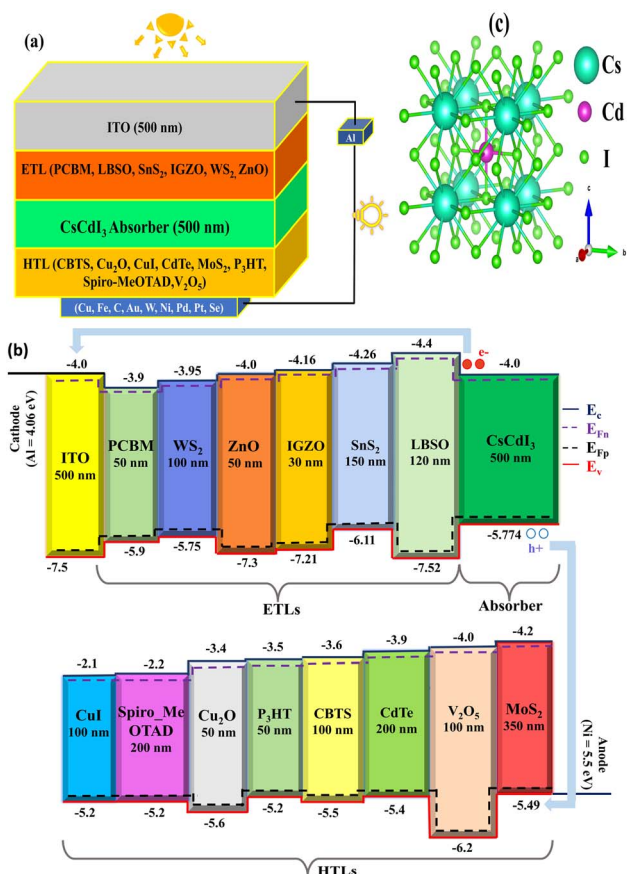 (a)
ITO (500 nm)
ETL (PCBM, LBSO, SnS₂, IGZO, WS₂, ZnO)
CsCdI₃ Absorber (500 nm)
HTL (CBTS, Cu₂O, CuI, CdTe, MoS₂, P₃HT,
Spiro-MeOTAD,V₂O₅)
(Cu, Fe, C, Au, W, Ni, Pd, Pt, Se)
Al
(c)
Cs
Cd
I
c
a
b
(b)
Cathode
(Al = 4.06 eV)
-4.0
-3.9
-3.95
-4.0
-4.16
-4.26
-4.4
e-
-4.0
ITO
500 nm
PCBM
50 nm
WS₂
100 nm
ZnO
50 nm
IGZO
30 nm
SnS₂
150 nm
LBSO
120 nm
CsCdI₃
500 nm
E_c
E_Fn
E_Fp
E_v
-7.5
-5.9
-5.75
-7.3
-7.21
-6.11
-7.52
-5.774
h+
ETLs
Absorber
-2.1
-2.2
-3.4
-3.5
-3.6
-3.9
-4.0
-4.2
CuI
100 nm
Spiro_Me
OTAD
200 nm
Cu₂O
50 nm
P₃HT
50 nm
CBTS
100 nm
CdTe
200 nm
V₂O₅
100 nm
MoS₂
350 nm
Anode
(Ni = 5.5 eV)
-5.2
-5.2
-5.6
-5.2
-5.5
-5.4
-6.2
-5.49
HTLs